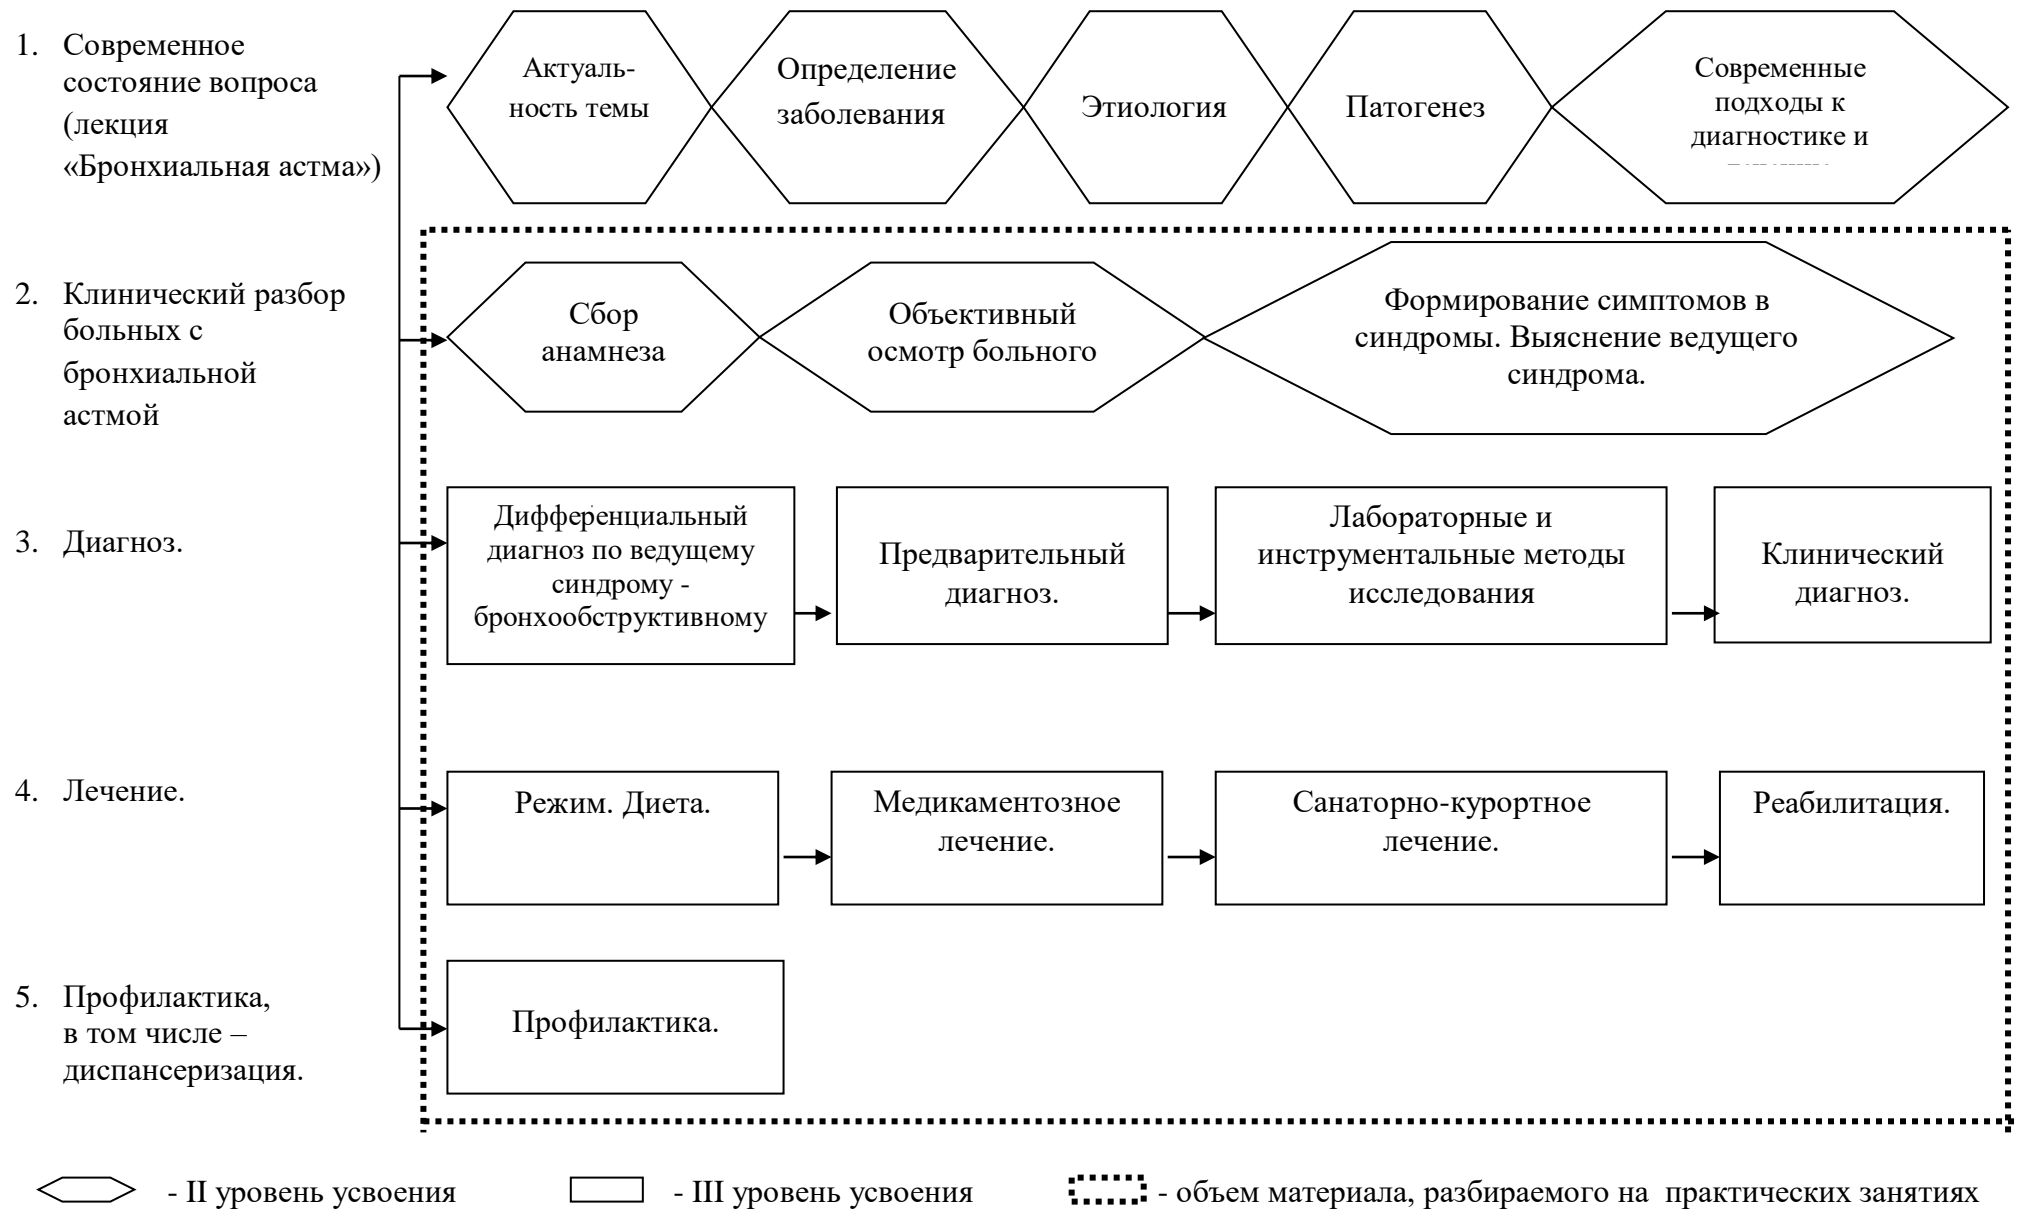 1. Современное
состояние вопроса
(лекция
«Бронхиальная астма»)
Актуаль-
ность темы
Определение
заболевания
Этиология
Патогенез
Современные
подходы к
диагностике и
2. Клинический разбор
больных с
бронхиальной
астмой
Сбор
анамнеза
Объективный
осмотр больного
Формирование симптомов в
синдромы. Выяснение ведущего
синдрома.
3. Диагноз.
Дифференциальный
диагноз по ведущему
синдрому -
бронхообструктивному
Предварительный
диагноз.
Лабораторные и
инструментальные методы
исследования
Клинический
диагноз.
4. Лечение.
Режим. Диета.
Медикаментозное
лечение.
Санаторно-курортное
лечение.
Реабилитация.
5. Профилактика,
в том числе –
диспансеризация.
Профилактика.
- II уровень усвоения
- III уровень усвоения
- объем материала, разбираемого на практических занятиях